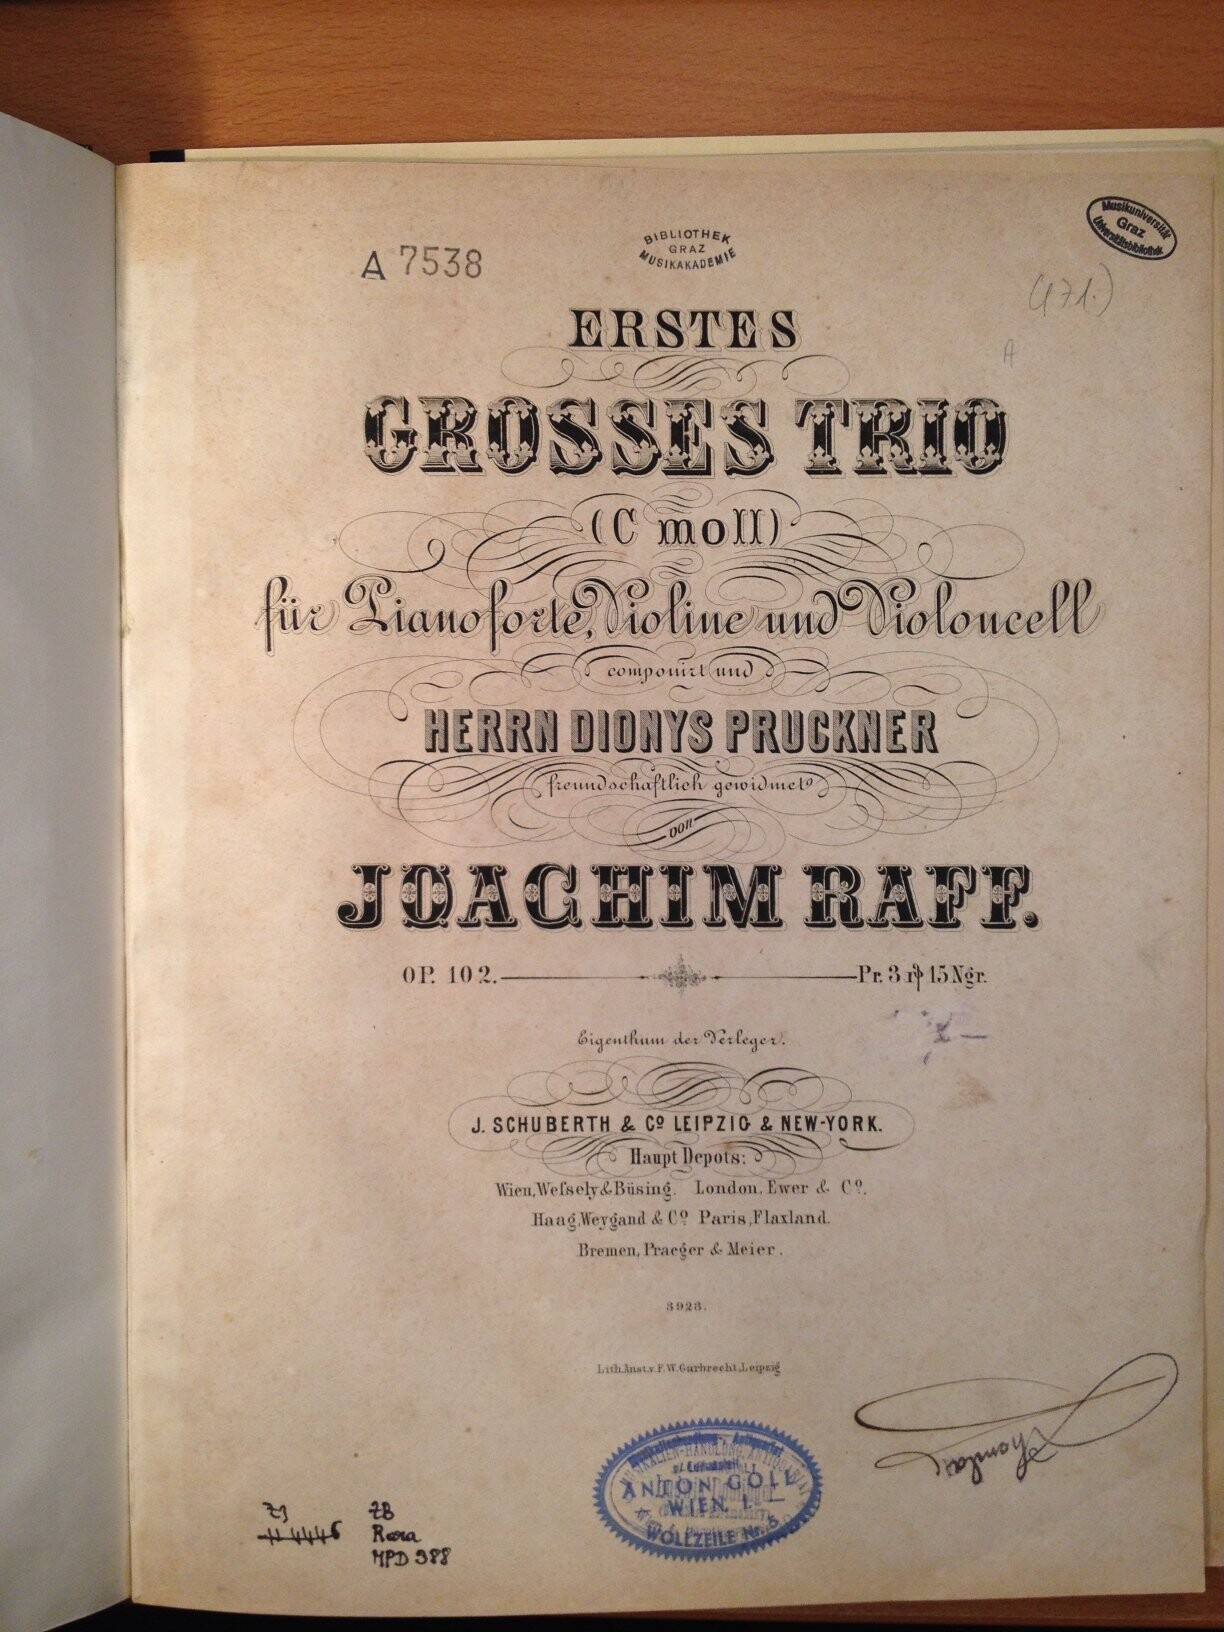 BIBLIOTHEK
GRAZ
MUSIKAKADEMIE
Musikuniversität
Graz
Universitätsbibliothek
A 7538
(171.)
A
ERSTES
GROSSES TRIO
(C moll)
für Pianoforte, Violine und Violoncell
componirt und
HERRN DIONYS PRUCKNER
freundschaftlich gewidmet
von
JOACHIM RAFF.
OP. 102. Pr. 3 15 Ngr.
Eigenthum der Verleger.
J. SCHUBERTH & Co LEIPZIG & NEW-YORK.
Haupt Depots:
Wien, Weſsely & Büsing. London, Ewer & Co.
Haag, Weygand & Co Paris, Flaxland.
Bremen, Praeger & Meier.
3923.
Lith. Anst. v. F. W. Garbrecht, Leipzig
ANTON GOLL
WIEN, I.
WOLLZEILE Nr. 5
ZB
Rara
MPD 388